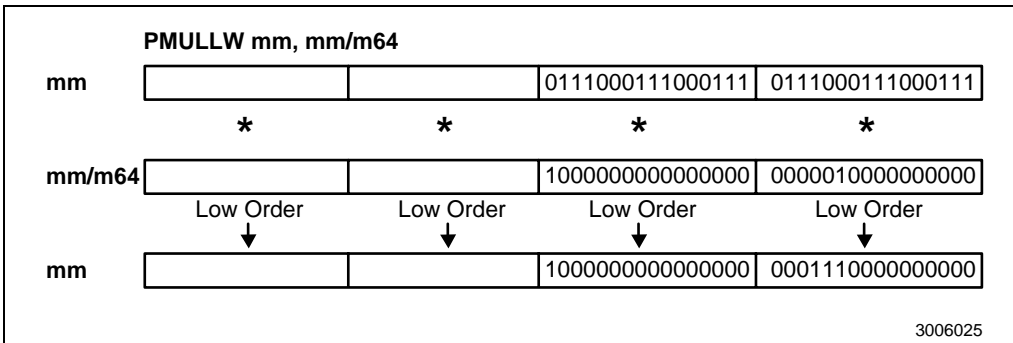 PMULLW mm, mm/m64
mm 0111000111000111 0111000111000111
* * * *
mm/m64 1000000000000000 0000010000000000
Low Order Low Order Low Order Low Order
mm 1000000000000000 0001110000000000
3006025